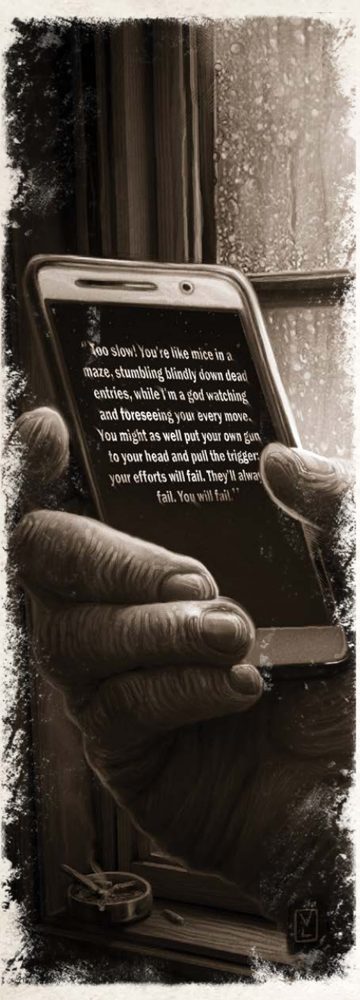 "Too slow! You're like mice in a
maze, stumbling blindly down dead
entries, while I'm a god watching
and foreseeing your every move.
You might as well put your own gun
to your head and pull the trigger;
your efforts will fail. They'll alway
fail. You will fail."